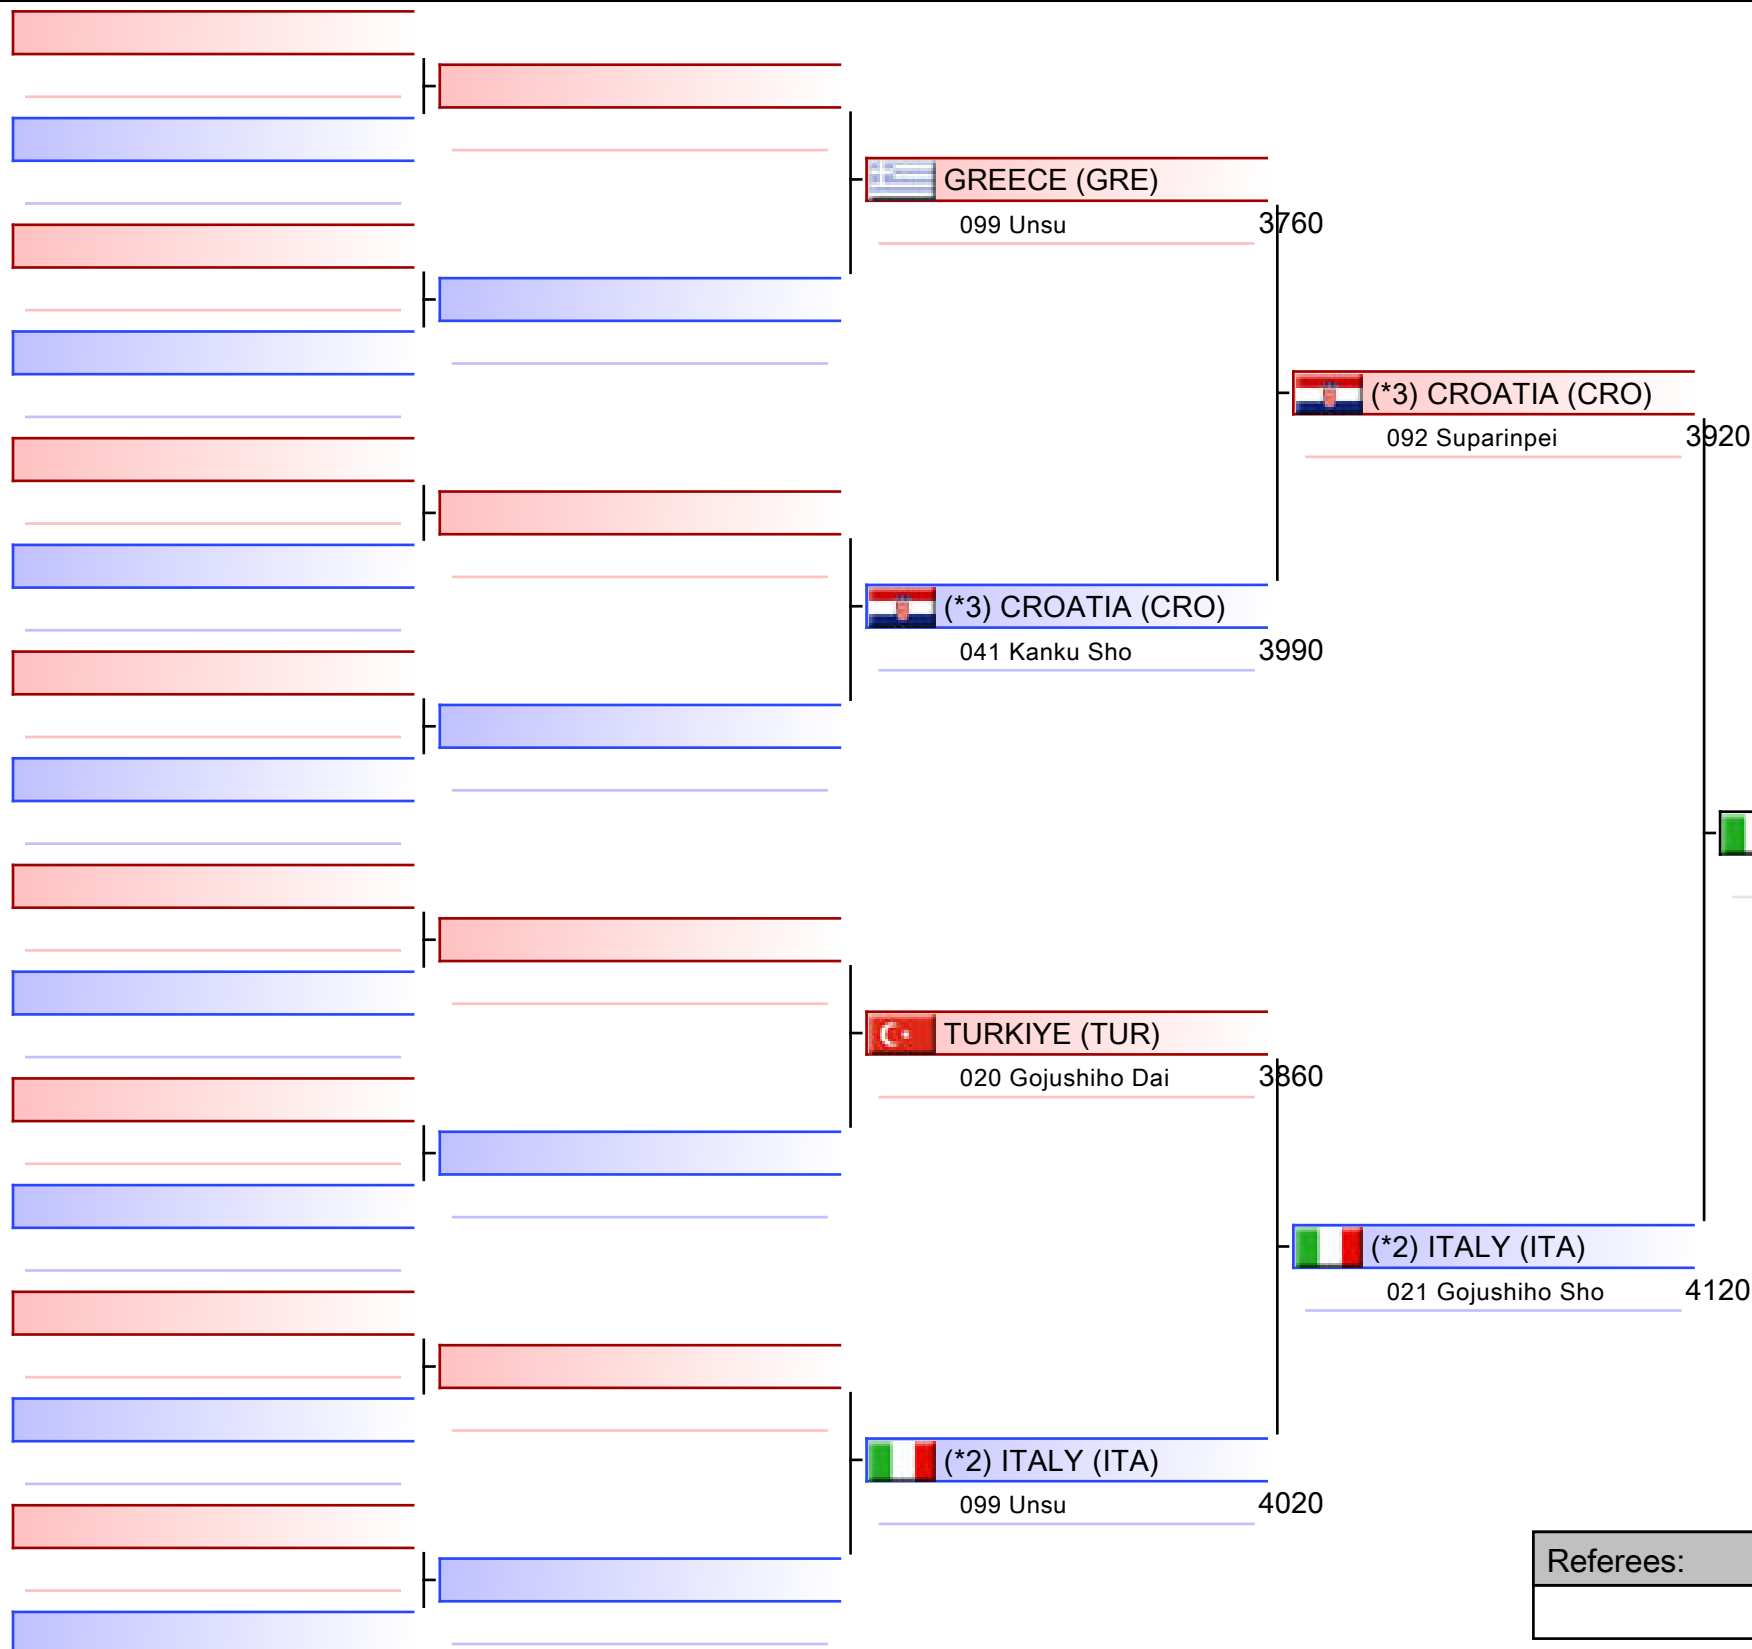 GREECE (GRE)
099 Unsu 3760
(*3) CROATIA (CRO)
092 Suparinpei 3920
(*3) CROATIA (CRO)
041 Kanku Sho 3990
TURKIYE (TUR)
020 Gojushiho Dai 3860
(*2) ITALY (ITA)
021 Gojushiho Sho 4120
(*2) ITALY (ITA)
099 Unsu 4020
Referees: